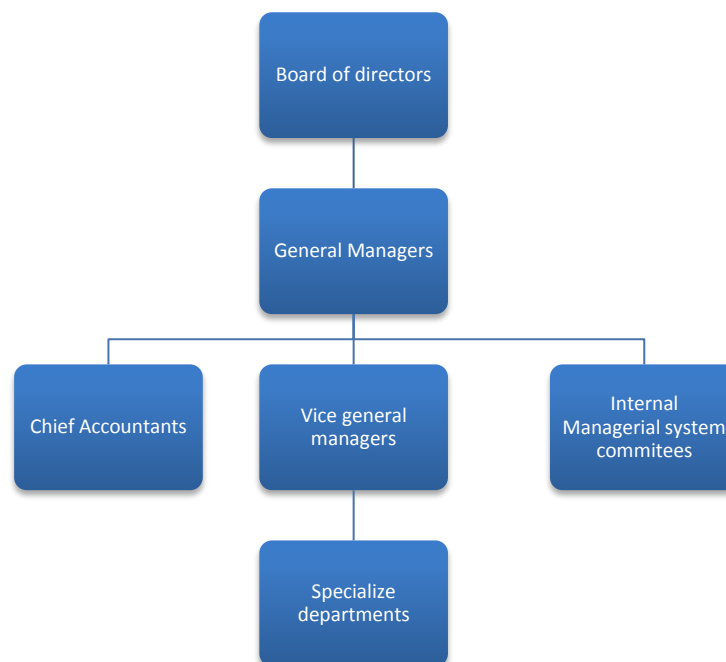 Board of directors
General Managers
Chief Accountants
Vice general
managers
Internal
Managerial system
commitees
Specialize
departments